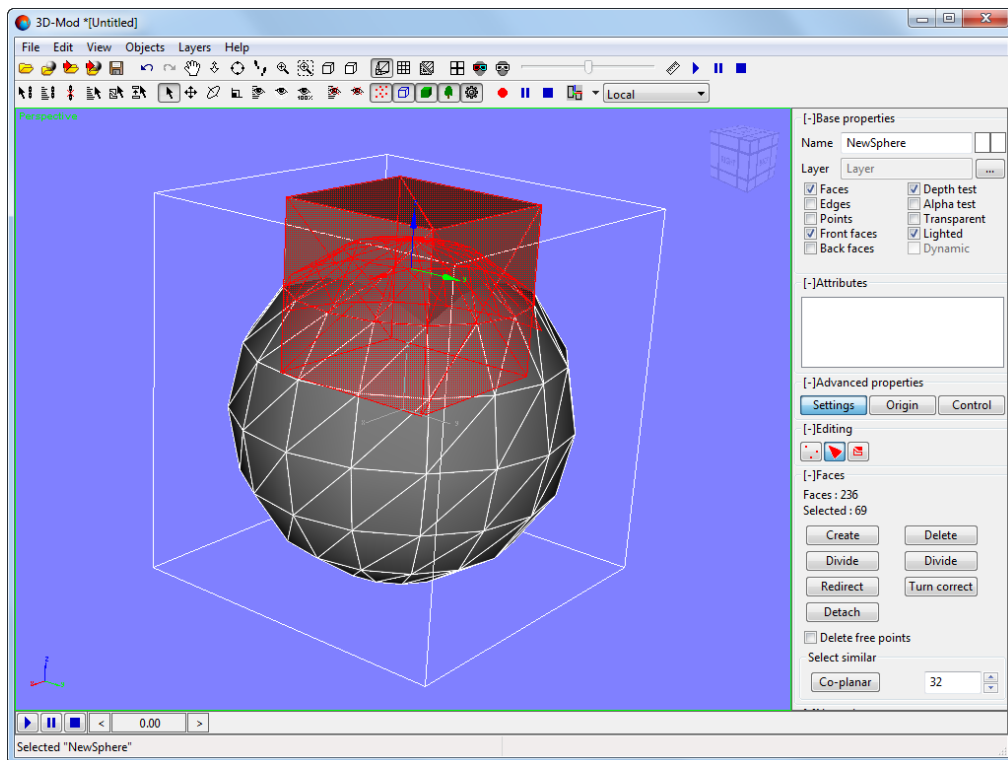 3D-Mod *[Untitled]
File Edit View Objects Layers Help
Local
Perspective
[-]Base properties
Name NewSphere
Layer Layer ...
Faces Depth test
Edges Alpha test
Points Transparent
Front faces Lighted
Back faces Dynamic
[-]Attributes
[-]Advanced properties
Settings Origin Control
[-]Editing
[-]Faces
Faces : 236
Selected : 69
Create Delete
Divide Divide
Redirect Turn correct
Detach
Delete free points
Select similar
Co-planar 32
< 0.00 >
Selected "NewSphere"